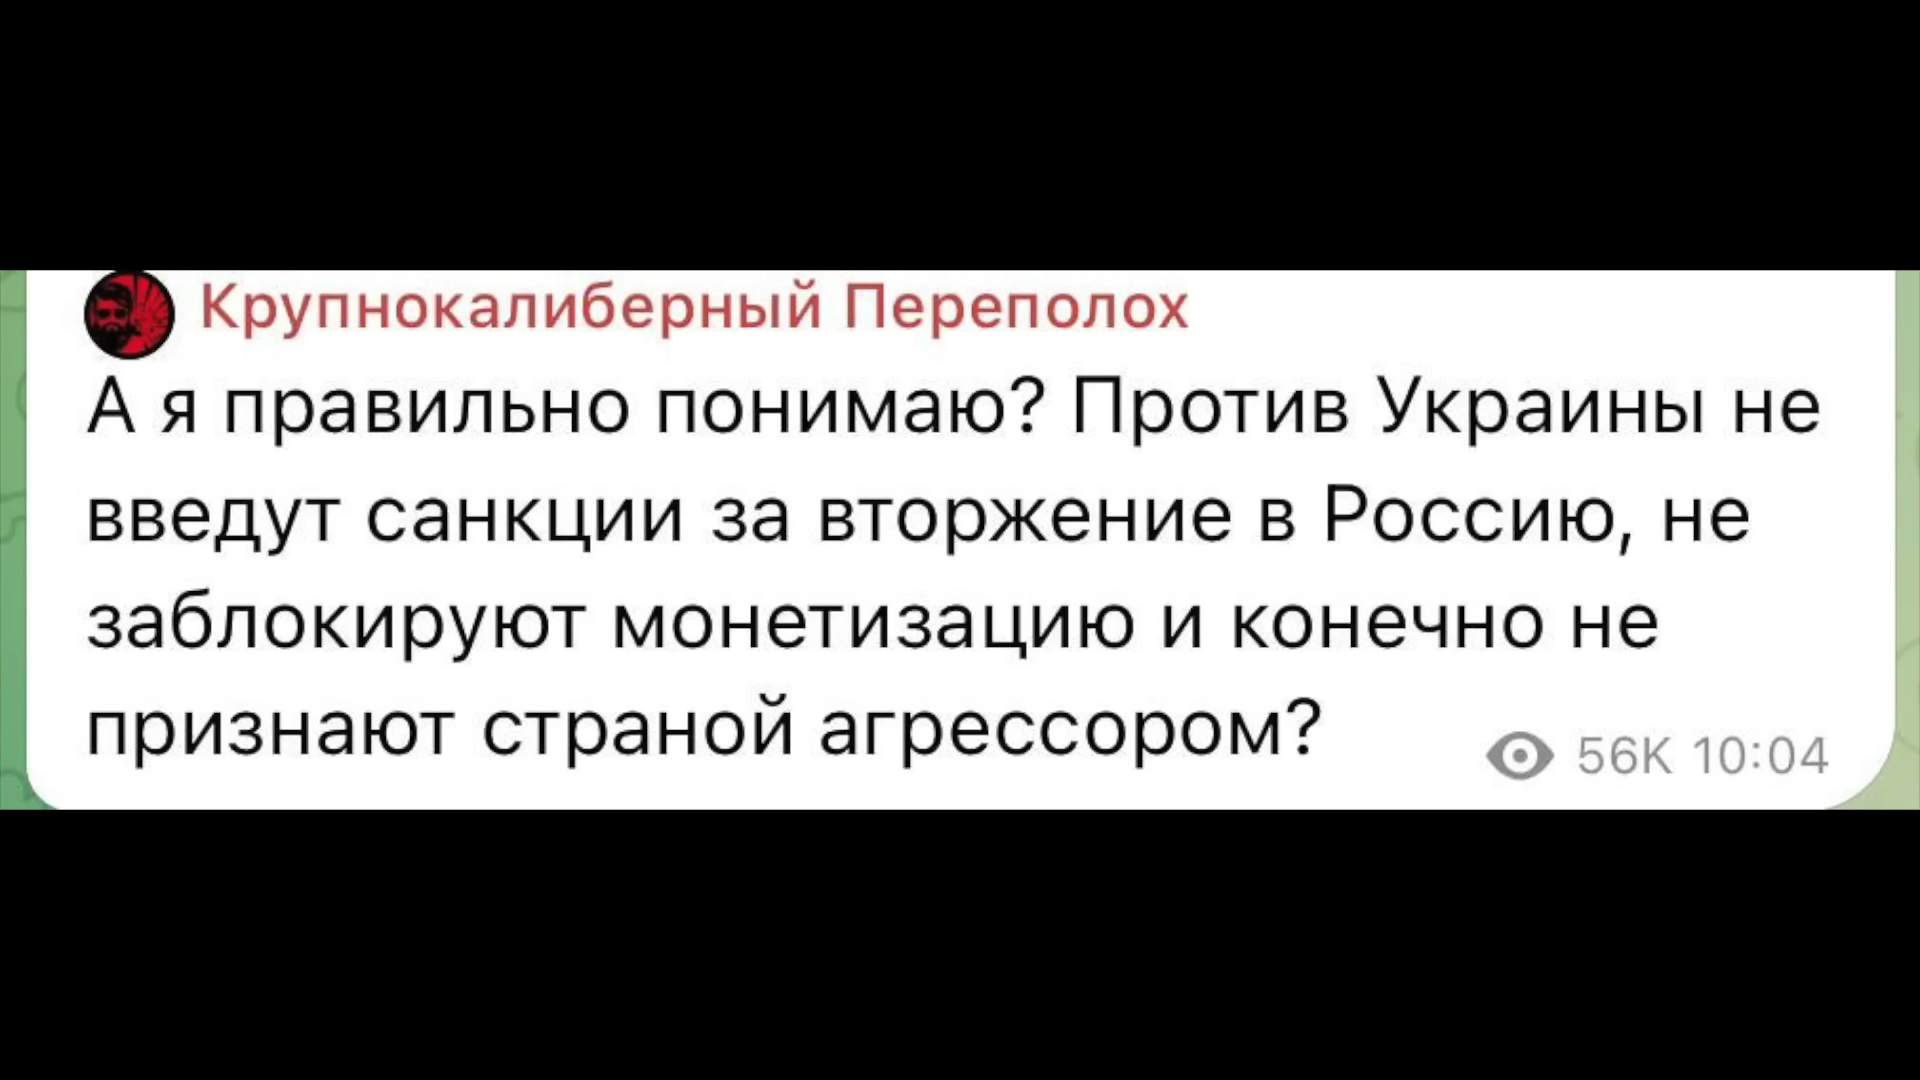 Крупнокалиберный Переполох
А я правильно понимаю? Против Украины не
введут санкции за вторжение в Россию, не
заблокируют монетизацию и конечно не
признают страной агрессором?
56K 10:04